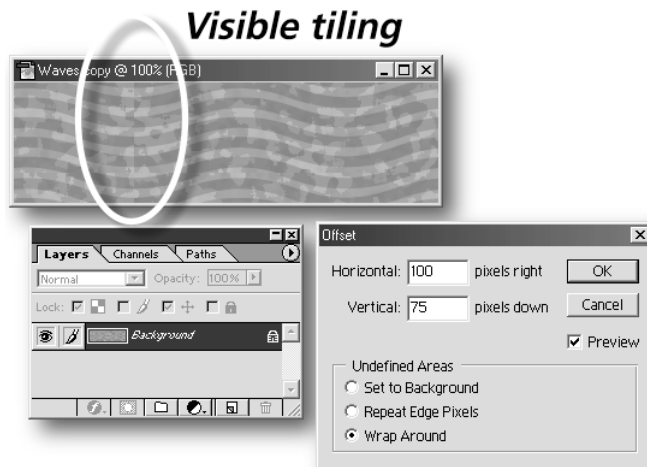 Visible tiling
Waves copy @ 100% (RGB)
Layers Channels Paths
Normal Opacity: 100%
Lock:
Background
Offset
Horizontal: 100 pixels right
OK
Vertical: 75 pixels down
Cancel
Preview
Undefined Areas
Set to Background
Repeat Edge Pixels
Wrap Around